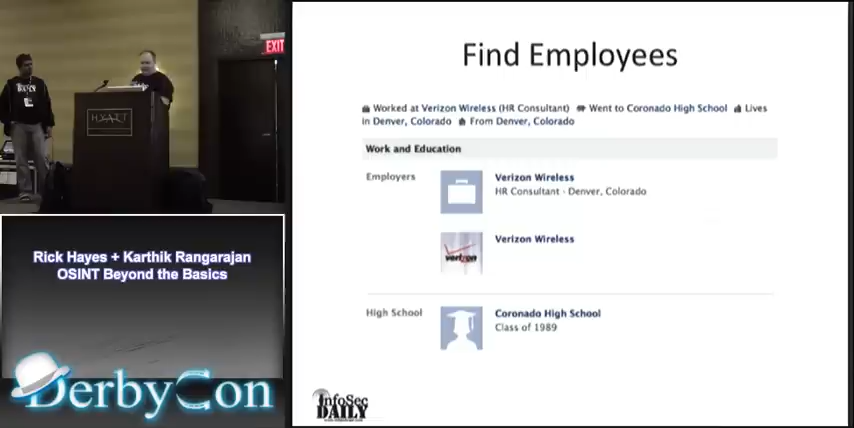 EXIT
HYATT
Rick Hayes + Karthik Rangarajan
OSINT Beyond the Basics
DerbyCon
Find Employees
Worked at Verizon Wireless (HR Consultant) Went to Coronado High School Lives
in Denver, Colorado From Denver, Colorado
Work and Education
Employers
Verizon Wireless
HR Consultant · Denver, Colorado
verizon
Verizon Wireless
High School
Coronado High School
Class of 1989
InfoSec
DAILY